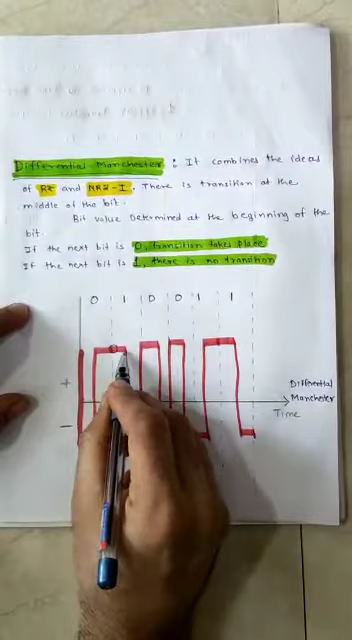 Differential Manchester : It combines the ideas
of RZ and NRZ-I. There is transition at the
middle of the bit.
Bit value Determined at the beginning of the
bit.
If the next bit is 0, transition takes place
If the next bit is 1, there is no transition
0 1 0 0 1 1
+
Differential
Manchester
Time
-